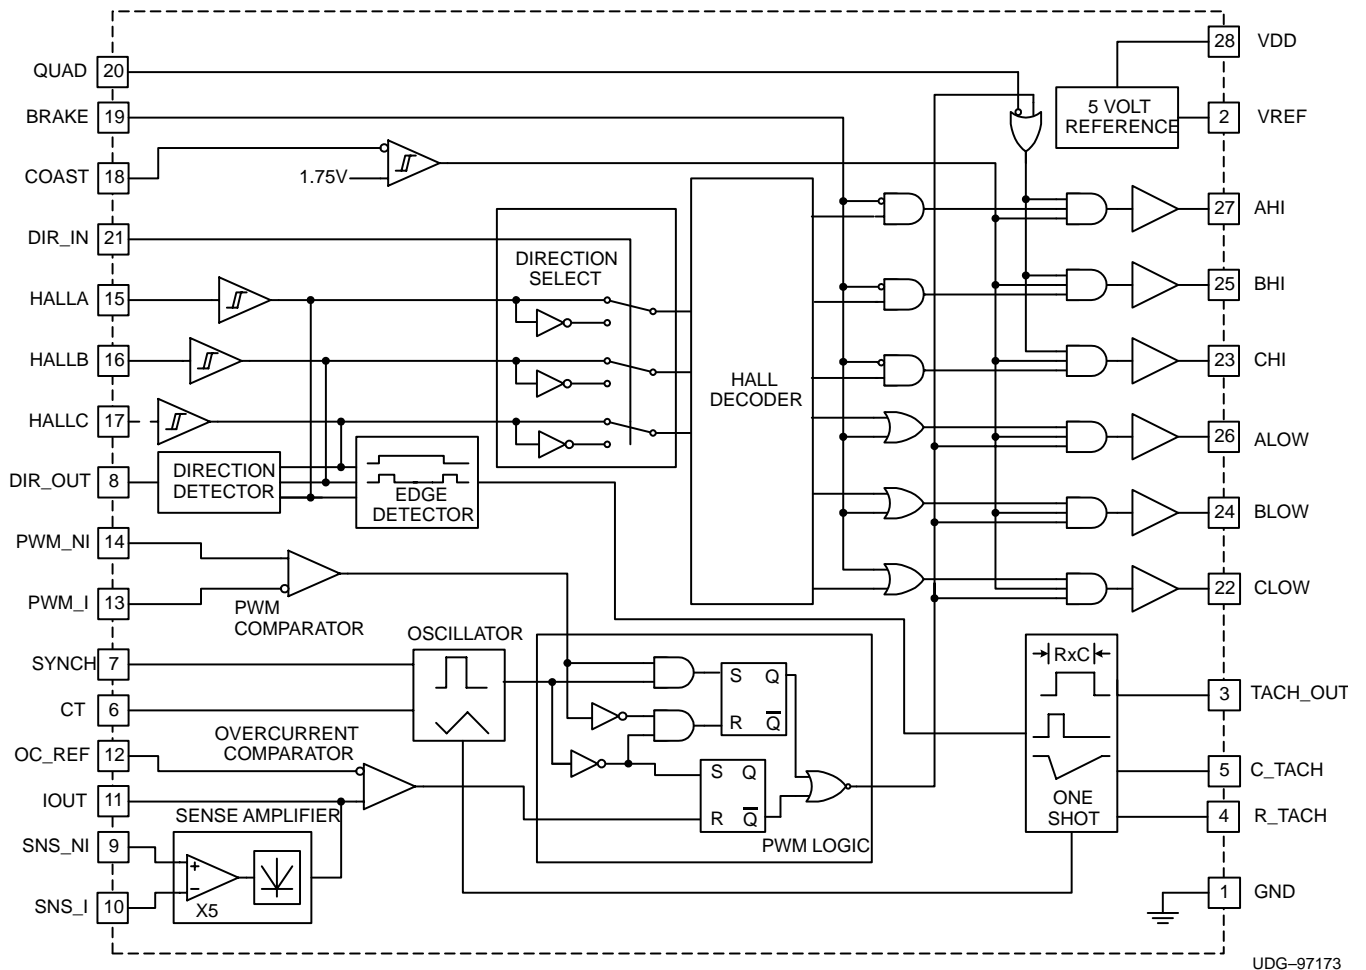 VDD
28
QUAD
20
5 VOLT
REFERENCE
BRAKE
19
2
VREF
COAST
18
1.75V
27
AHI
DIR_IN
21
DIRECTION
SELECT
25
BHI
HALLA
15
HALLB
16
23
CHI
HALL
DECODER
HALLC
17
26
ALOW
DIR_OUT
8
DIRECTION
DETECTOR
EDGE
DETECTOR
24
BLOW
PWM_NI
14
PWM_I
13
PWM
COMPARATOR
22
CLOW
OSCILLATOR
SYNCH
7
RxC
S
Q
R
Q
3
TACH_OUT
CT
6
OVERCURRENT
COMPARATOR
OC_REF
12
S
Q
R
Q
5
C_TACH
IOUT
11
SENSE AMPLIFIER
ONE
SHOT
4
R_TACH
SNS_NI
9
PWM LOGIC
+
–
X5
SNS_I
10
1
GND
UDG–97173